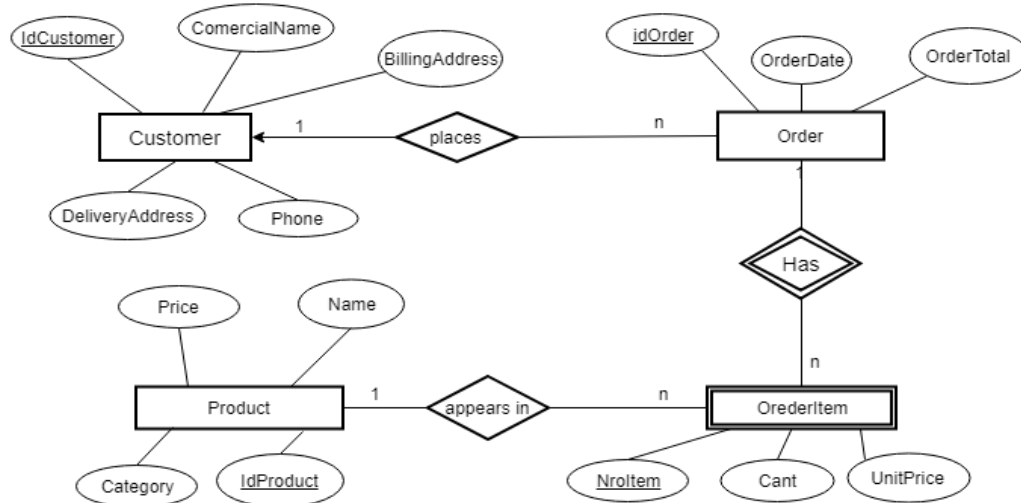 IdCustomer
ComercialName
BillingAddress
idOrder
OrderDate
OrderTotal
Customer
1
places
n
Order
1
DeliveryAddress
Phone
Has
Price
Name
n
Product
1
appears in
n
OrederItem
Category
IdProduct
NroItem
Cant
UnitPrice